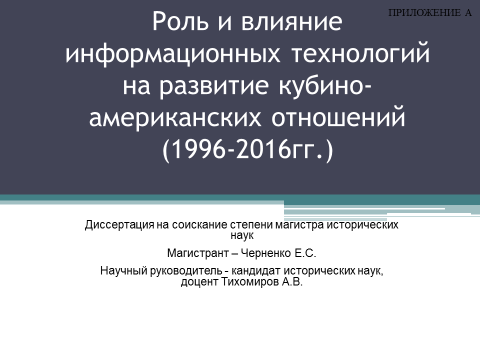 ПРИЛОЖЕНИЕ А
Роль и влияние
информационных технологий
на развитие кубино-
американских отношений
(1996-2016гг.)
Диссертация на соискание степени магистра исторических
наук
Магистрант – Черненко Е.С.
Научный руководитель - кандидат исторических наук,
доцент Тихомиров А.В.